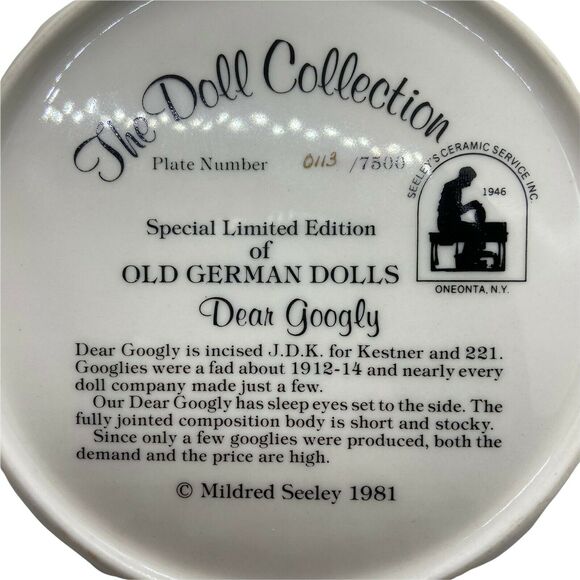 The Doll Collection
Plate Number 0113 /7500
SEELEY'S CERAMIC SERVICE INC.
1946
ONEONTA, N.Y.
Special Limited Edition
of
OLD GERMAN DOLLS
Dear Googly
Dear Googly is incised J.D.K. for Kestner and 221.
Googlies were a fad about 1912-14 and nearly every
doll company made just a few.
Our Dear Googly has sleep eyes set to the side. The
fully jointed composition body is short and stocky.
Since only a few googlies were produced, both the
demand and the price are high.
© Mildred Seeley 1981